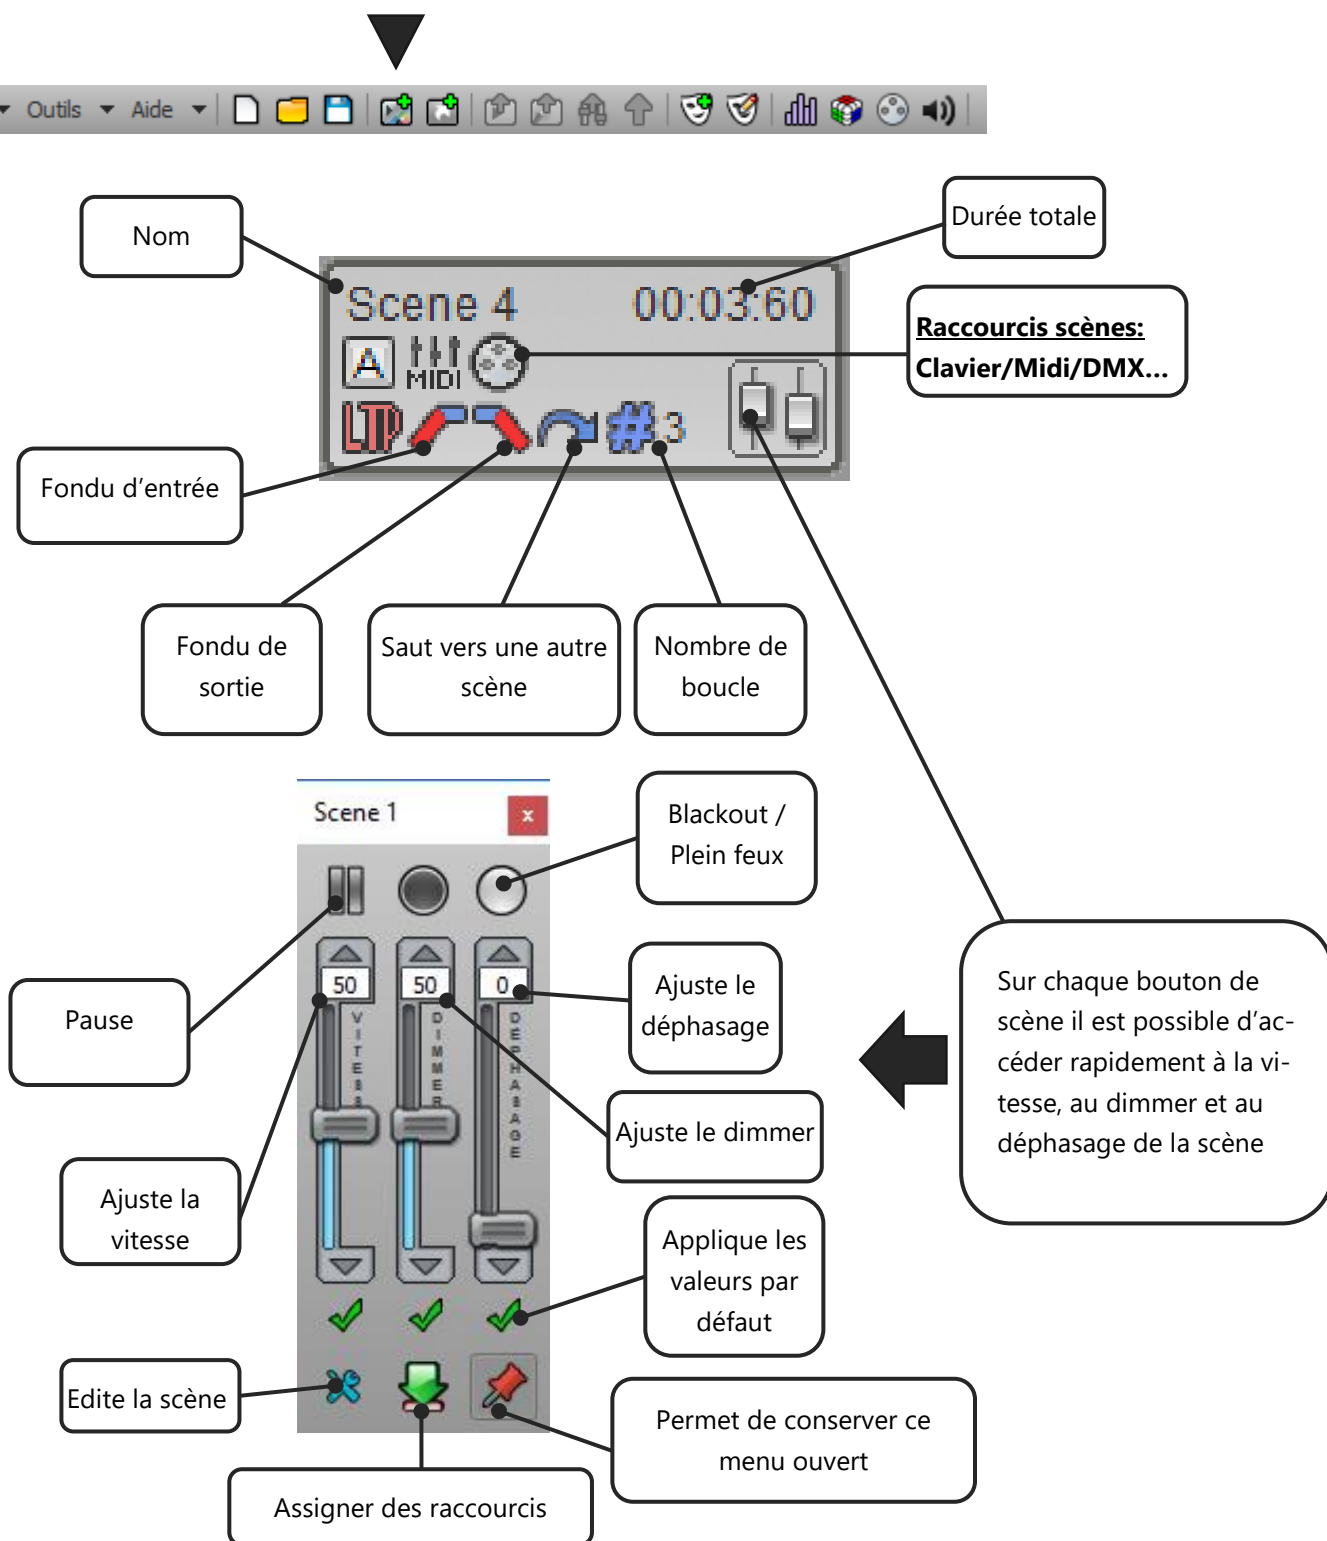 Outils Aide
Nom
Durée totale
Scene 4 00:03:60
Raccourcis scènes:
Clavier/Midi/DMX...
A MIDI
LTP # 3
Fondu d'entrée
Fondu de
sortie
Saut vers une autre
scène
Nombre de
boucle
Scene 1 x
Blackout /
Plein feux
50 50 0
VITESSE
DIMMER
DÉPHASAGE
Pause
Ajuste le
déphasage
Sur chaque bouton de
scène il est possible d'ac-
céder rapidement à la vi-
tesse, au dimmer et au
déphasage de la scène
Ajuste le dimmer
Ajuste la
vitesse
Applique les
valeurs par
défaut
Edite la scène
Permet de conserver ce
menu ouvert
Assigner des raccourcis